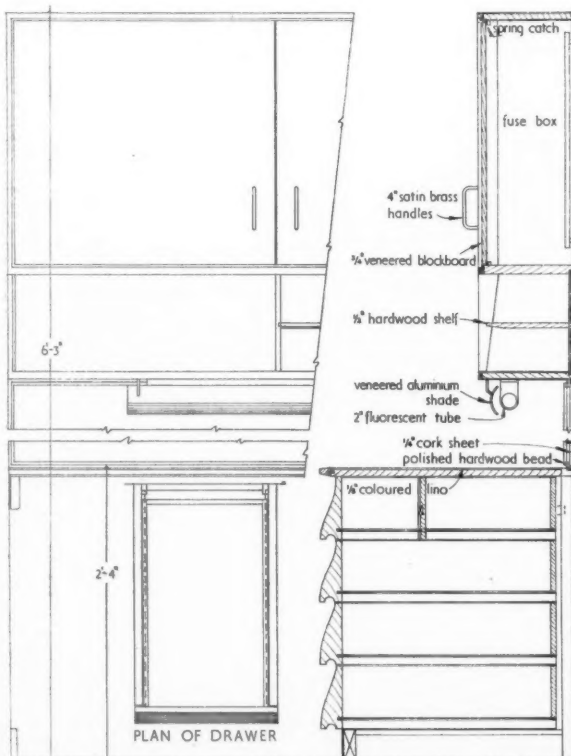 spring catch
fuse box
4" satin brass
handles
¾" veneered blockboard
hardwood shelf
6'-3"
veneered aluminium
shade
2" fluorescent tube
¼" cork sheet
polished hardwood bead
⅛" coloured lino
2'-4"
PLAN OF DRAWER